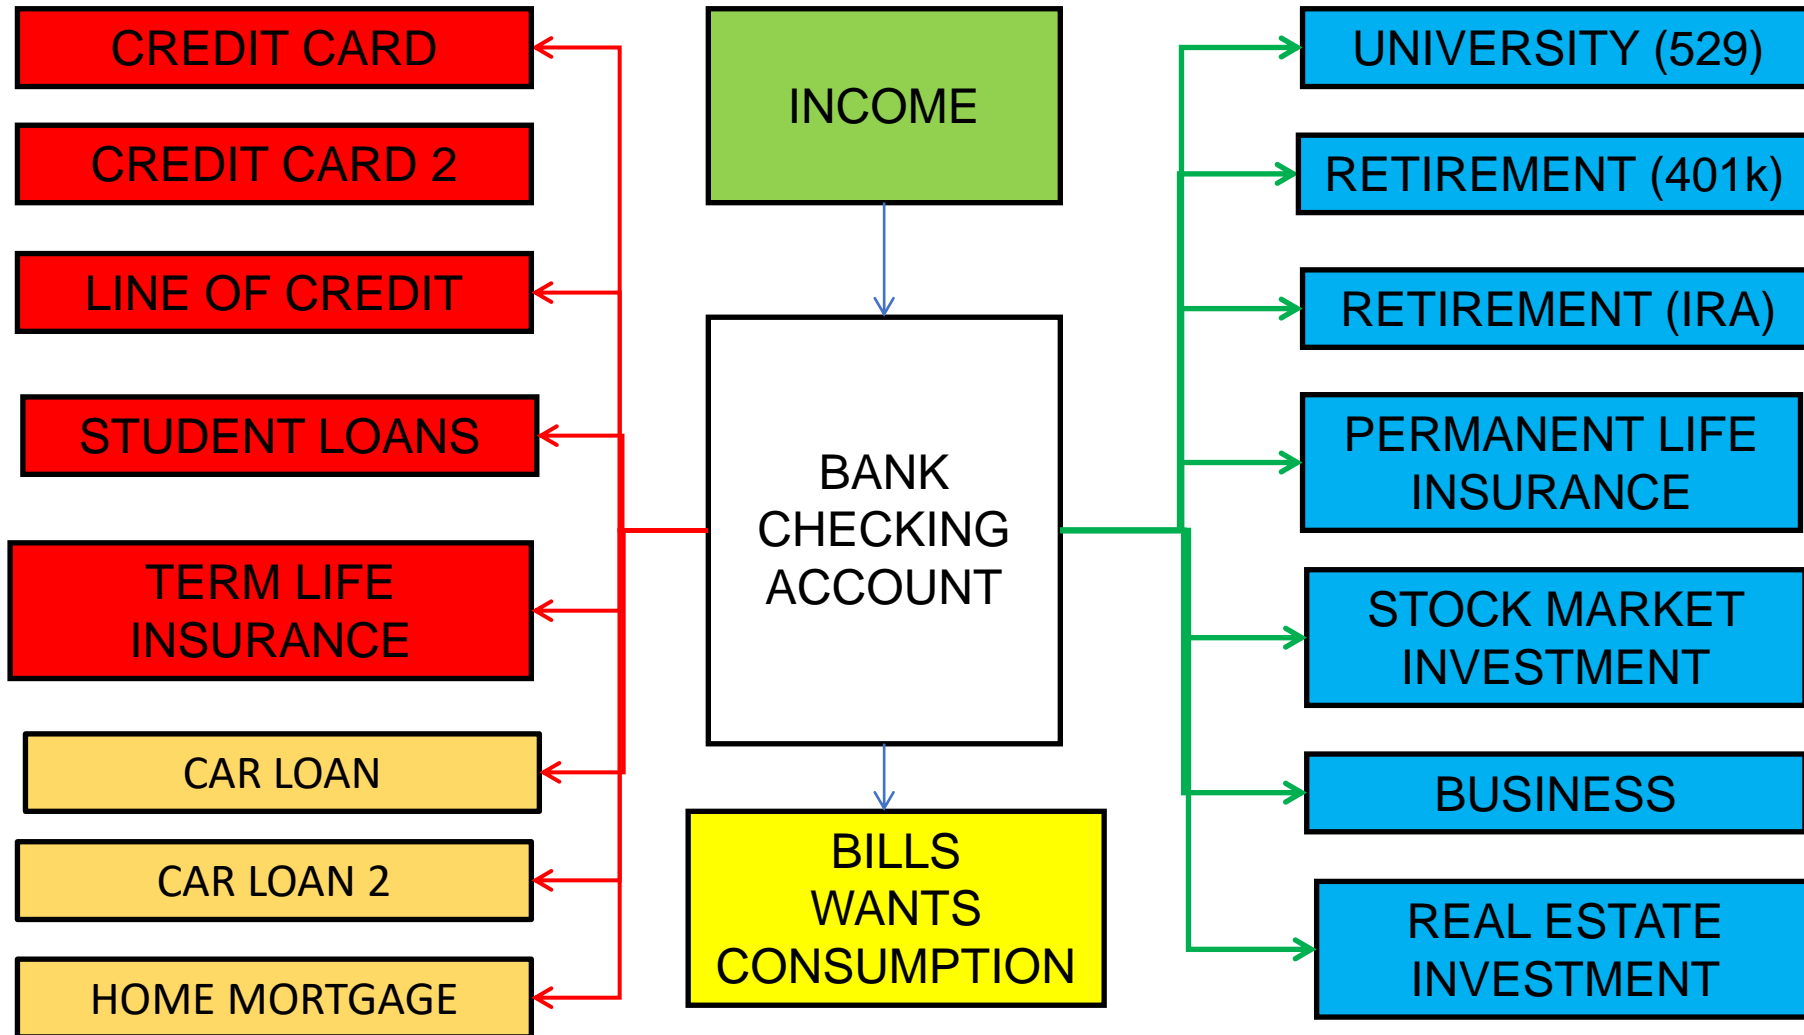 CREDIT CARD
CREDIT CARD 2
LINE OF CREDIT
STUDENT LOANS
TERM LIFE
INSURANCE
CAR LOAN
CAR LOAN 2
HOME MORTGAGE
INCOME
BANK
CHECKING
ACCOUNT
BILLS
WANTS
CONSUMPTION
UNIVERSITY (529)
RETIREMENT (401k)
RETIREMENT (IRA)
PERMANENT LIFE
INSURANCE
STOCK MARKET
INVESTMENT
BUSINESS
REAL ESTATE
INVESTMENT